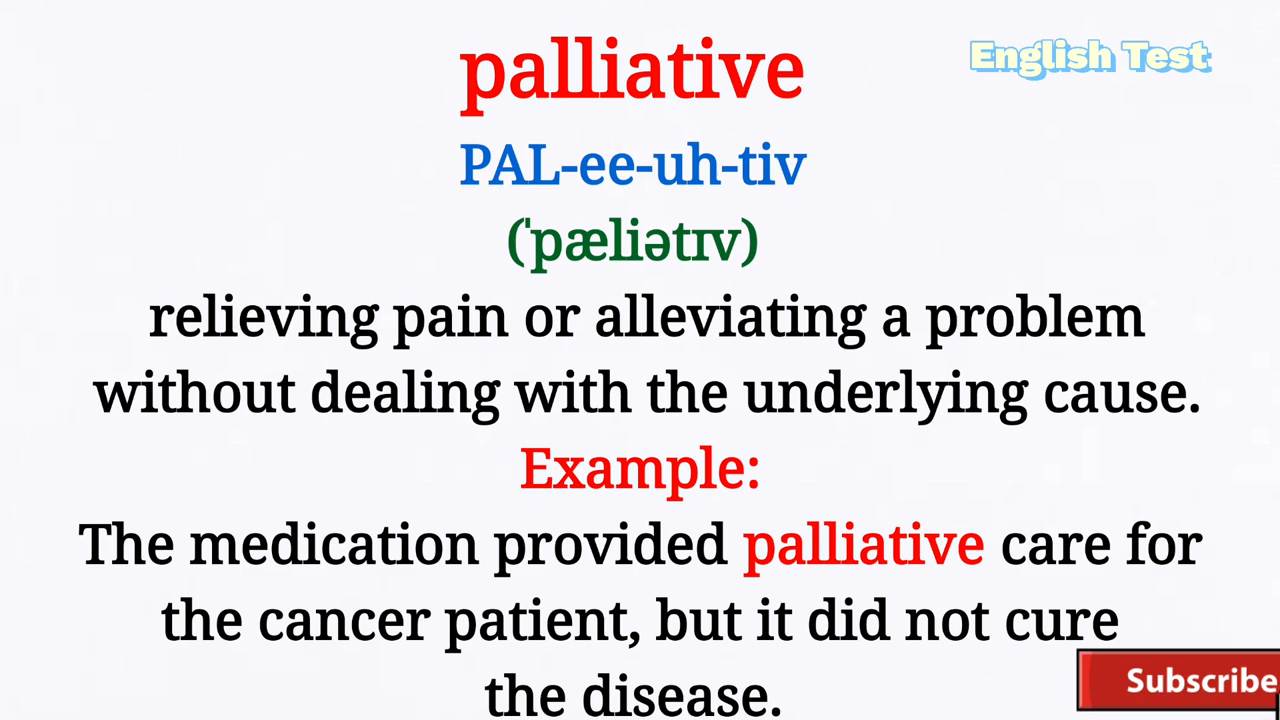 palliative
English Test
PAL-ee-uh-tiv
(ˈpæliətɪv)
relieving pain or alleviating a problem
without dealing with the underlying cause.
Example:
The medication provided palliative care for
the cancer patient, but it did not cure
the disease.
Subscribe